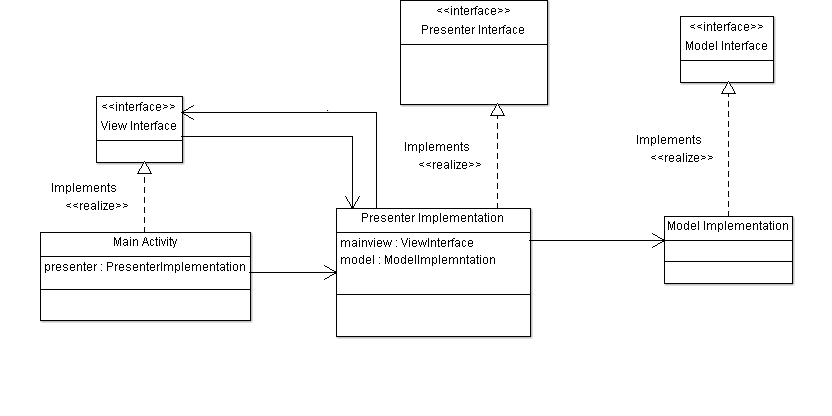 <<interface>>
Presenter Interface
<<interface>>
Model Interface
<<interface>>
View Interface
Implements
<<realize>>
Implements
<<realize>>
Implements
<<realize>>
Main Activity
presenter : PresenterImplementation
Presenter Implementation
mainview : ViewInterface
model : ModelImplemntation
Model Implementation